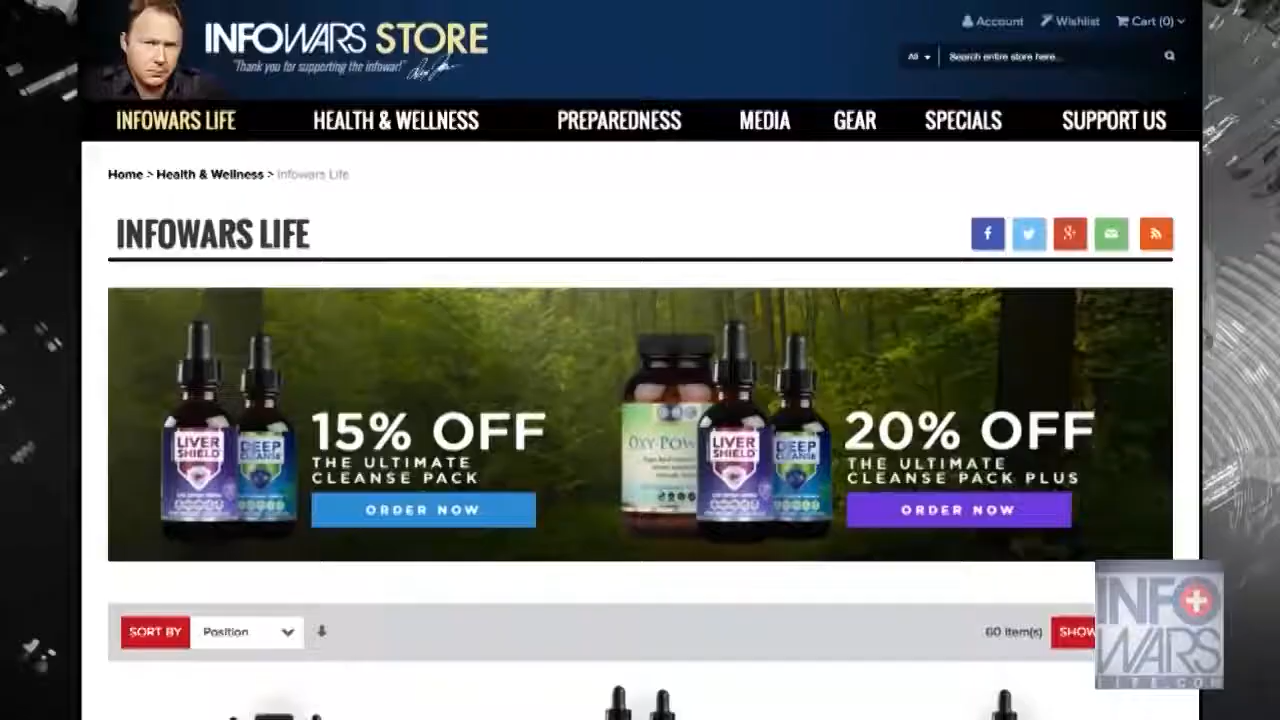 INFOWARS STORE
"Thank you for supporting the infowar!"
Account
Wishlist
Cart (0)
All
Search entire store here...
INFOWARS LIFE
HEALTH & WELLNESS
PREPAREDNESS
MEDIA
GEAR
SPECIALS
SUPPORT US
Home > Health & Wellness > Infowars Life
INFOWARS LIFE
LIVER
SHIELD
DEEP
CLEANSE
15% OFF
THE ULTIMATE
CLEANSE PACK
ORDER NOW
LIVER
SHIELD
DEEP
CLEANSE
20% OFF
THE ULTIMATE
CLEANSE PACK PLUS
ORDER NOW
SORT BY
Position
60 item(s)
SHOW
INFO
WARS
LIFE.COM